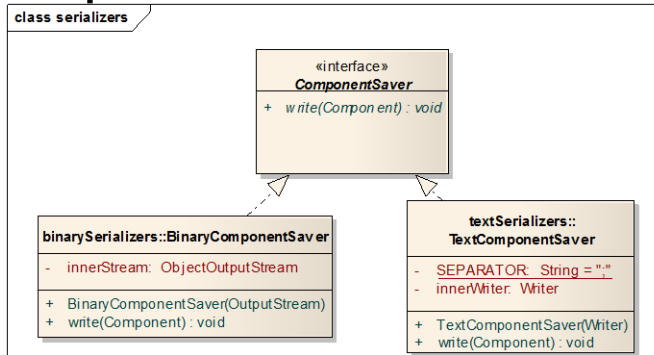 class serializers
«interface»
ComponentSaver
+ write(Component) : void
binarySerializers::BinaryComponentSaver
- innerStream: ObjectOutputStream
+ BinaryComponentSaver(OutputStream)
+ write(Component) : void
textSerializers::
TextComponentSaver
- SEPARATOR: String = ";"
- innerWriter: Writer
+ TextComponentSaver(Writer)
+ write(Component) : void